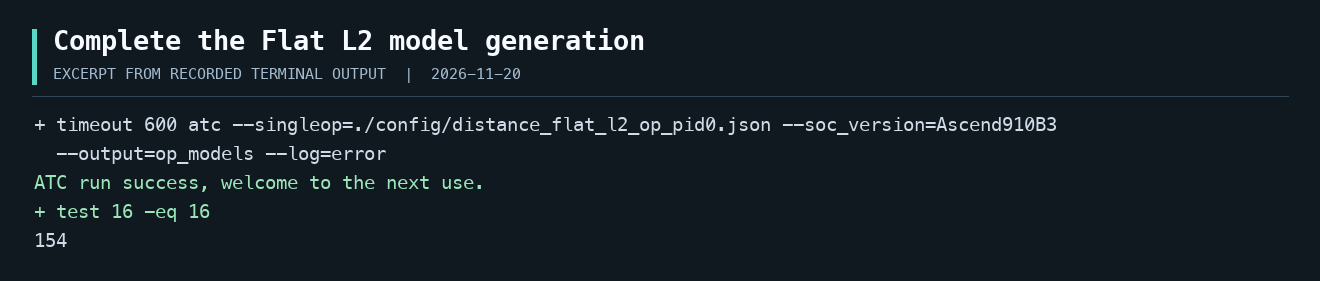 Complete the Flat L2 model generation
EXCERPT FROM RECORDED TERMINAL OUTPUT | 2026−11−20
+ timeout 600 atc −−singleop=./config/distance_flat_l2_op_pid0.json −−soc_version=Ascend910B3
−−output=op_models −−log=error
ATC run success, welcome to the next use.
+ test 16 −eq 16
154